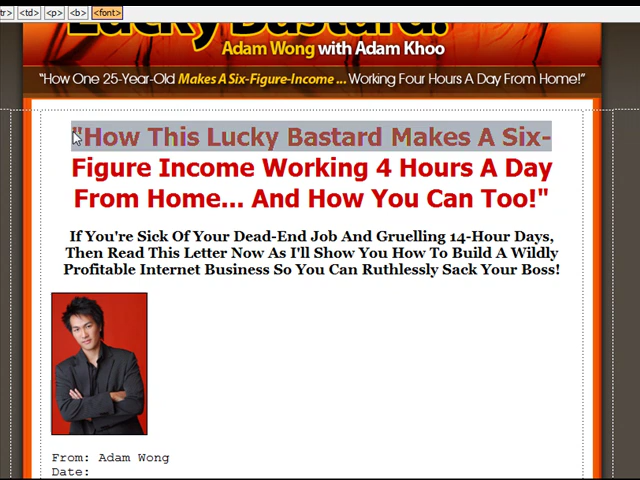 <td> <p> <b> <font>
Lucky Bastard!
Adam Wong with Adam Khoo
“How One 25-Year-Old Makes A Six-Figure-Income ... Working Four Hours A Day From Home!”
"How This Lucky Bastard Makes A Six-
Figure Income Working 4 Hours A Day
From Home... And How You Can Too!"
If You're Sick Of Your Dead-End Job And Gruelling 14-Hour Days,
Then Read This Letter Now As I'll Show You How To Build A Wildly
Profitable Internet Business So You Can Ruthlessly Sack Your Boss!
From: Adam Wong
Date: